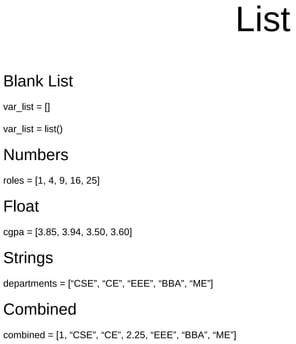 List
Blank List
var_list = []
var_list = list()
Numbers
roles = [1, 4, 9, 16, 25]
Float
cgpa = [3.85, 3.94, 3.50, 3.60]
Strings
departments = [“CSE”, “CE”, “EEE”, “BBA”, “ME”]
Combined
combined = [1, “CSE”, “CE”, 2.25, “EEE”, “BBA”, “ME”]